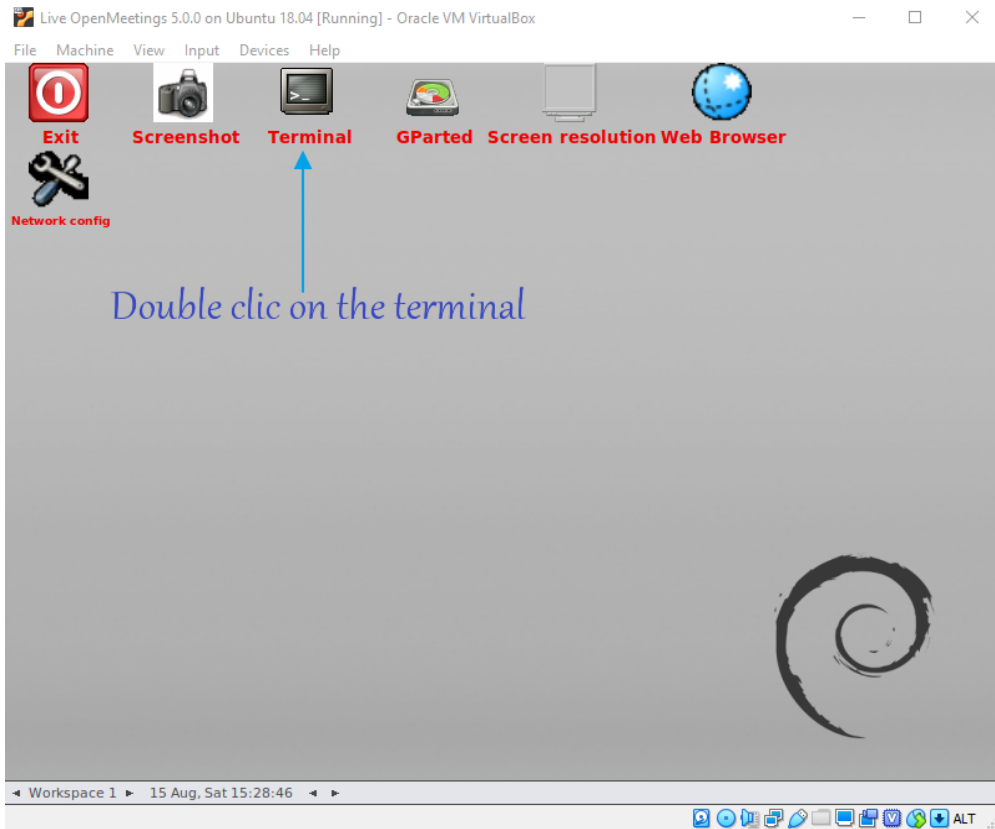 Live OpenMeetings 5.0.0 on Ubuntu 18.04 [Running] - Oracle VM VirtualBox
File Machine View Input Devices Help
Exit Screenshot Terminal GParted Screen resolution Web Browser
Network config
Double clic on the terminal
Workspace 1 15 Aug, Sat 15:28:46
ALT